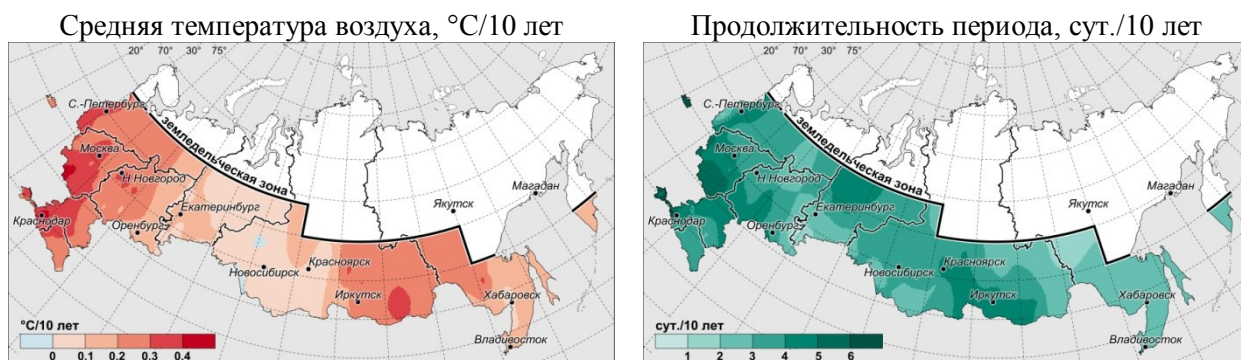 Средняя температура воздуха, °C/10 лет
20° 30° 75°
С.-Петербург
Москва
Н.Новгород
Краснодар
Оренбург
Екатеринбург
земледельческая зона
Новосибирск
Красноярск
Иркутск
Якутск
Магадан
Хабаровск
Владивосток
°C/10 лет
0 0.1 0.2 0.3 0.4
Продолжительность периода, сут./10 лет
20° 30° 75°
С.-Петербург
Москва
Н.Новгород
Краснодар
Оренбург
Екатеринбург
земледельческая зона
Новосибирск
Красноярск
Иркутск
Якутск
Магадан
Хабаровск
Владивосток
сут./10 лет
1 2 3 4 5 6